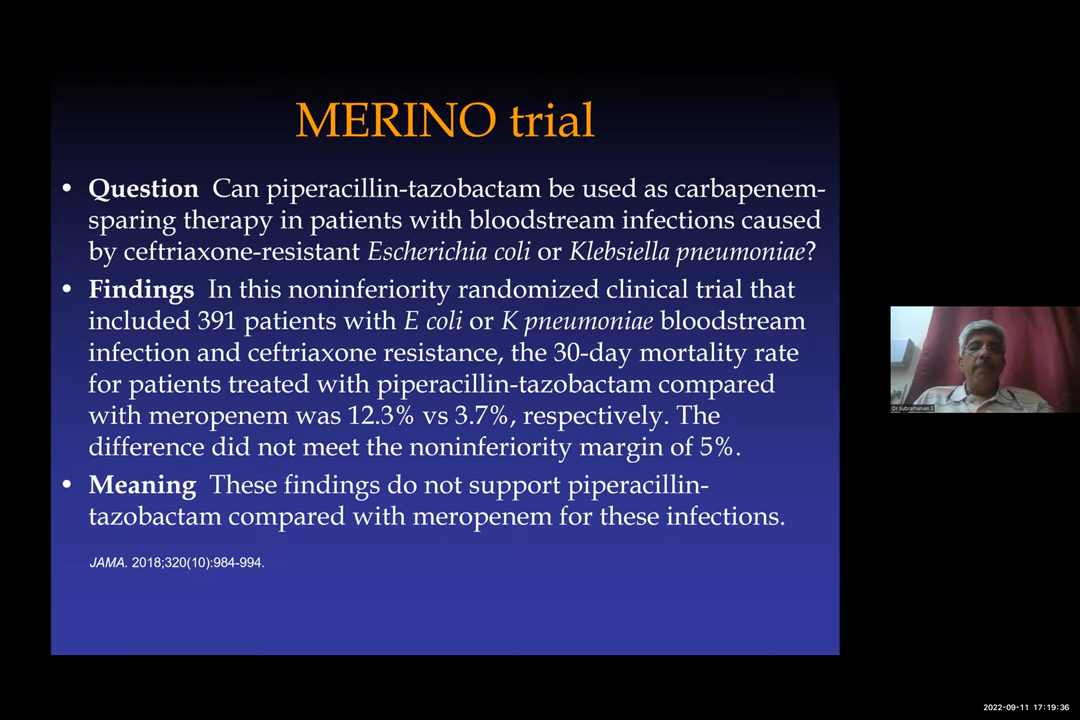 MERINO trial
• Question Can piperacillin-tazobactam be used as carbapenem-
sparing therapy in patients with bloodstream infections caused
by ceftriaxone-resistant Escherichia coli or Klebsiella pneumoniae?
• Findings In this noninferiority randomized clinical trial that
included 391 patients with E coli or K pneumoniae bloodstream
infection and ceftriaxone resistance, the 30-day mortality rate
for patients treated with piperacillin-tazobactam compared
with meropenem was 12.3% vs 3.7%, respectively. The
difference did not meet the noninferiority margin of 5%.
• Meaning These findings do not support piperacillin-
tazobactam compared with meropenem for these infections.
JAMA. 2018;320(10):984-994.
Dr Subramanian S
2022-09-11 17:19:36